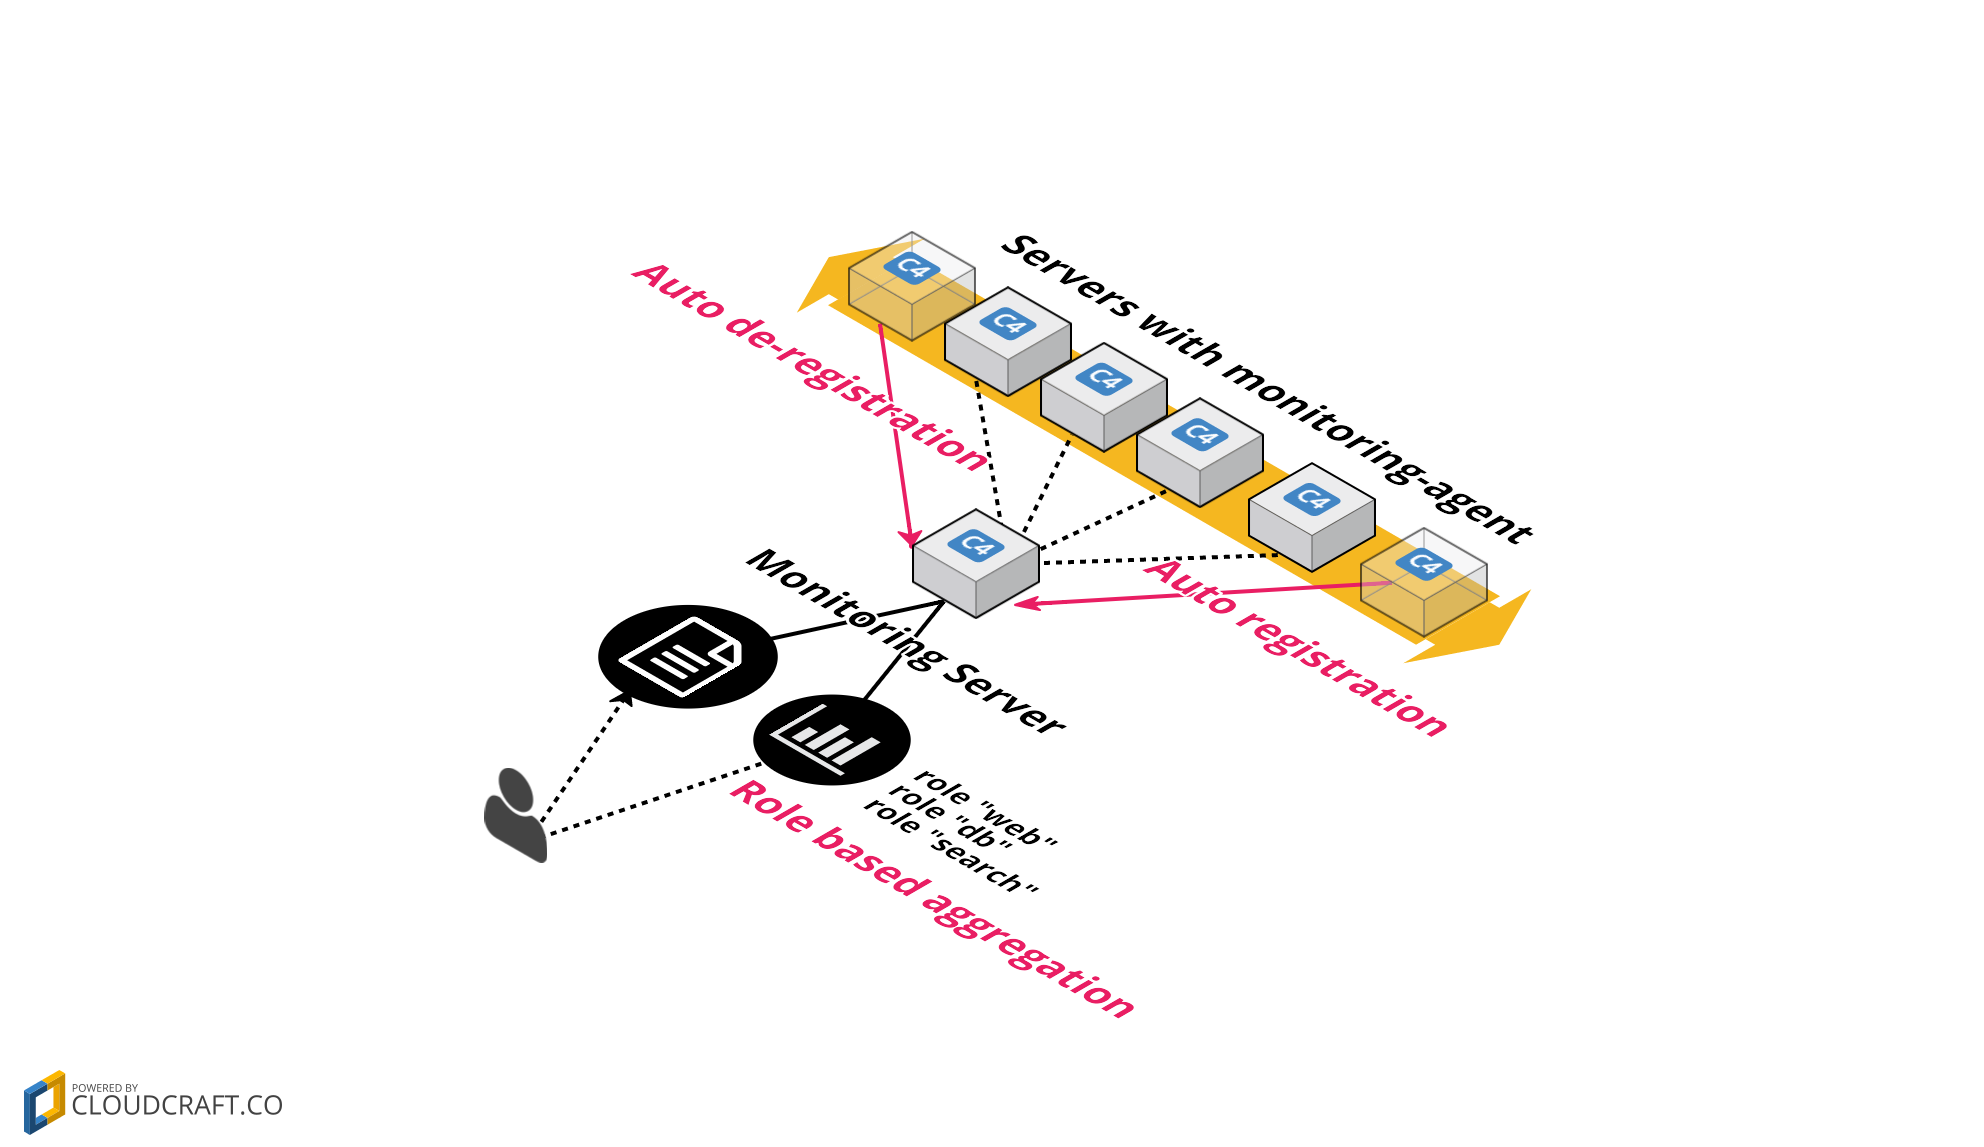 Servers with monitoring-agent
Auto de-registration
C4
C4
C4
C4
C4
C4
C4
Auto registration
Monitoring Server
role "web"
role "db"
role "search"
Role based aggregation
POWERED BY
CLOUDCRAFT.CO